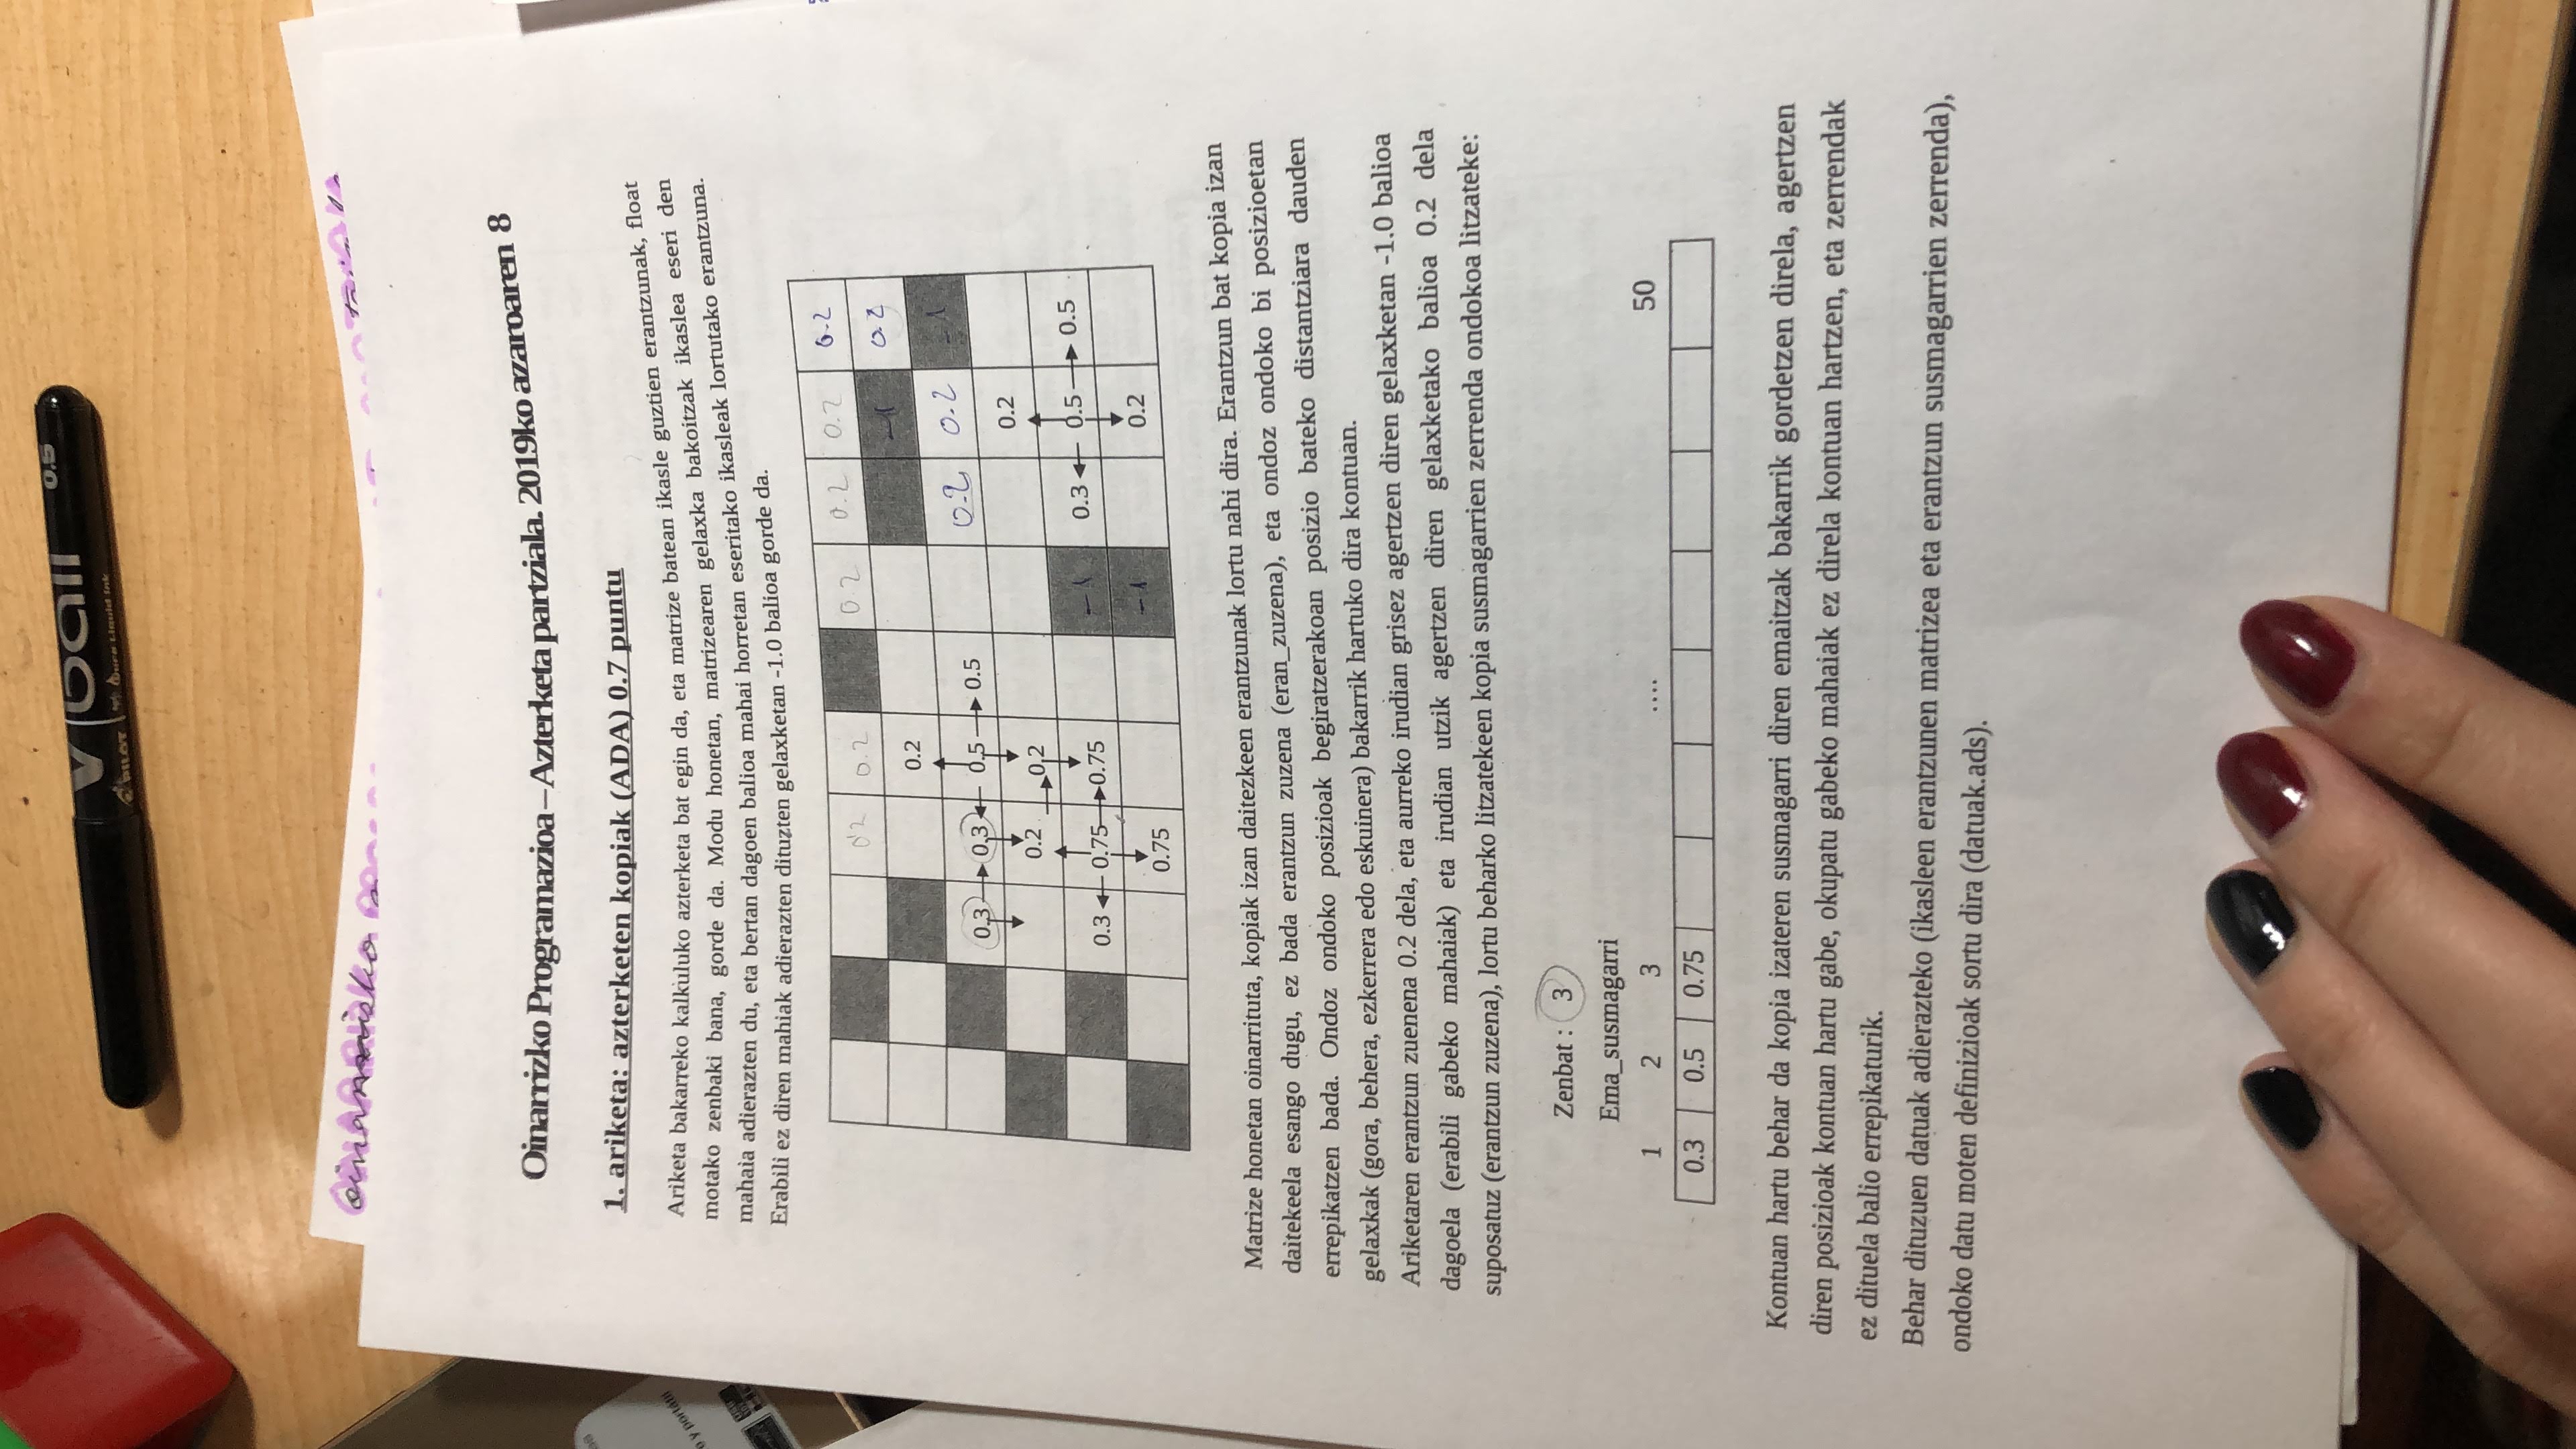 Oinarrizko Programazioa – Azterketa partziala. 2019ko azaroaren 8
1. ariketa: azterketen kopiak (ADA) 0.7 puntu
Ariketa bakarreko kalkuluko azterketa bat egin da, eta matrize batean ikasle guztien erantzunak, float
motako zenbaki bana, gorde da. Modu honetan, matrizearen gelaxka bakoitzak ikaslea eseri den
mahaia adierazten du, eta bertan dagoen balioa mahai horretan eseritako ikasleak lortutako erantzuna.
Erabili ez diren mahiak adierazten dituzten gelaxketan -1.0 balioa gorde da.
0.2 0.2 0.2 0.2 0.2 0.2
0.2 -1 0.2
0.3 0.3 0.5 0.5 0.2 0.2 -1
0.2 0.2 0.2
0.3 0.75 0.75 -1 0.3 0.5 0.5
0.75 -1 0.2
Matrize honetan oinarrituta, kopiak izan daitezkeen erantzunak lortu nahi dira. Erantzun bat kopia izan
daitekeela esango dugu, ez bada erantzun zuzena (eran_zuzena), eta ondoz ondoko bi posizioetan
errepikatzen bada. Ondoz ondoko posizioak begiratzerakoan posizio bateko distantziara dauden
gelaxkak (gora, behera, ezkerrera edo eskuinera) bakarrik hartuko dira kontuan.
Ariketaren erantzun zuenena 0.2 dela, eta aurreko irudian grisez agertzen diren gelaxketan -1.0 balioa
dagoela (erabili gabeko mahaiak) eta irudian utzik agertzen diren gelaxketako balioa 0.2 dela
suposatuz (erantzun zuzena), lortu beharko litzatekeen kopia susmagarrien zerrenda ondokoa litzateke:
Zenbat : 3
Ema_susmagarri
1 2 3 .... 50
0.3 0.5 0.75
Kontuan hartu behar da kopia izateren susmagarri diren emaitzak bakarrik gordetzen direla, agertzen
diren posizioak kontuan hartu gabe, okupatu gabeko mahaiak ez direla kontuan hartzen, eta zerrendak
ez dituela balio errepikaturik.
Behar dituzuen datuak adierazteko (ikasleen erantzunen matrizea eta erantzun susmagarrien zerrenda),
ondoko datu moten definizioak sortu dira (datuak.ads).
V ball
0.5
PILOT
y portátil